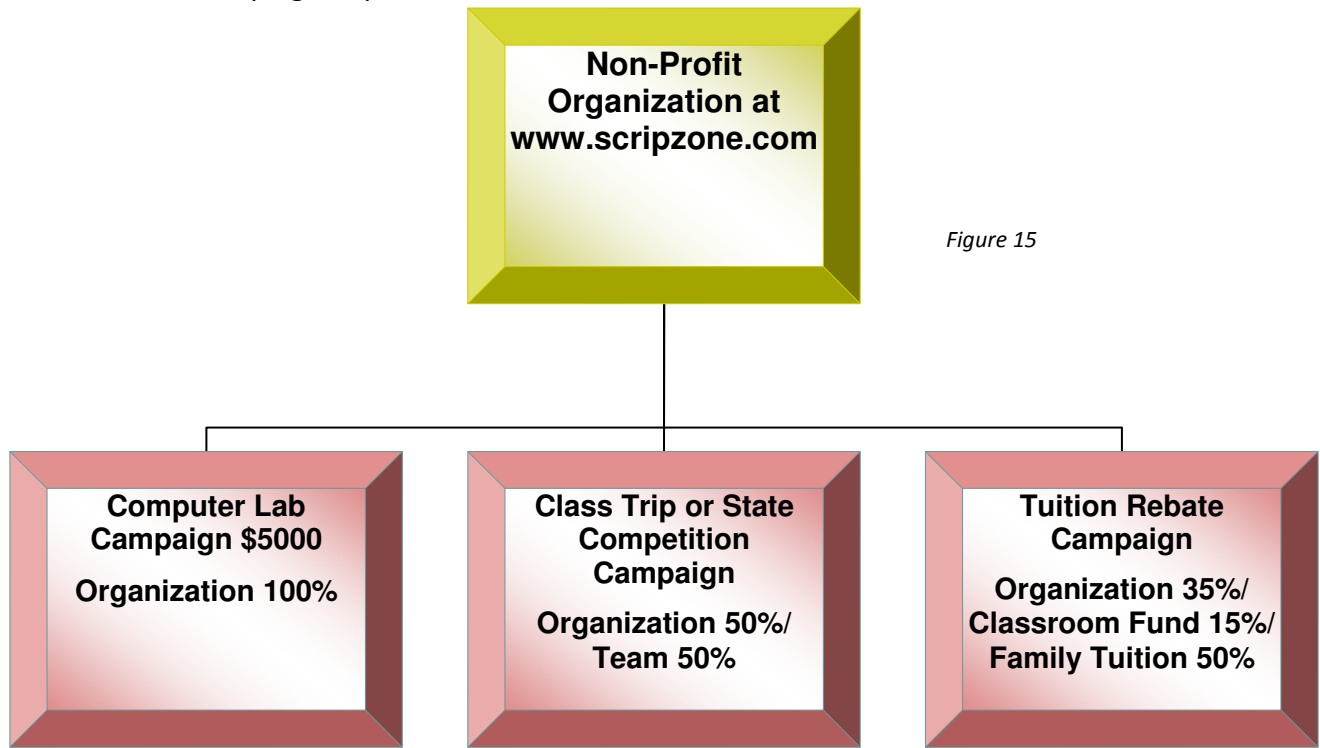 Non-Profit
Organization at
www.scripzone.com
Figure 15
Computer Lab
Campaign $5000
Organization 100%
Class Trip or State
Competition
Campaign
Organization 50%/
Team 50%
Tuition Rebate
Campaign
Organization 35%/
Classroom Fund 15%/
Family Tuition 50%